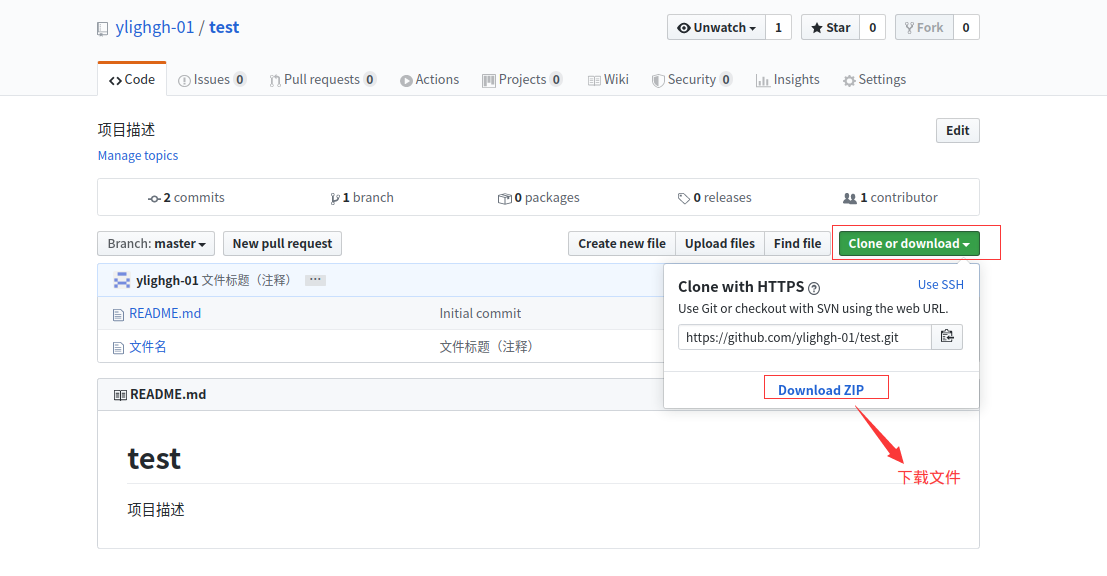 ylighgh-01 / test
Unwatch 1 Star 0 Fork 0
Code Issues 0 Pull requests 0 Actions Projects 0 Wiki Security 0 Insights Settings
项目描述
Edit
Manage topics
2 commits 1 branch 0 packages 0 releases 1 contributor
Branch: master New pull request Create new file Upload files Find file Clone or download
ylighgh-01 文件标题（注释） ...
README.md Initial commit
文件名 文件标题（注释）
Clone with HTTPS ? Use SSH
Use Git or checkout with SVN using the web URL.
https://github.com/ylighgh-01/test.git
Download ZIP
下载文件
README.md
test
项目描述